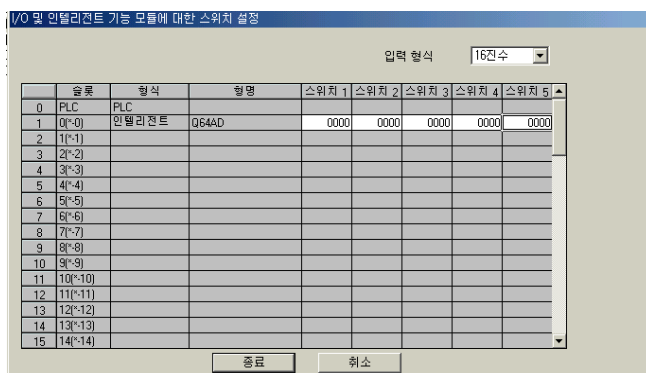 I/O 및 인텔리전트 기능 모듈에 대한 스위치 설정
입력 형식 16진수
슬롯 형식 형명 스위치 1 스위치 2 스위치 3 스위치 4 스위치 5
0 PLC PLC
1 0(*-0) 인텔리전트 Q64AD 0000 0000 0000 0000 0000
2 1(*-1)
3 2(*-2)
4 3(*-3)
5 4(*-4)
6 5(*-5)
7 6(*-6)
8 7(*-7)
9 8(*-8)
10 9(*-9)
11 10(*-10)
12 11(*-11)
13 12(*-12)
14 13(*-13)
15 14(*-14)
종료 취소